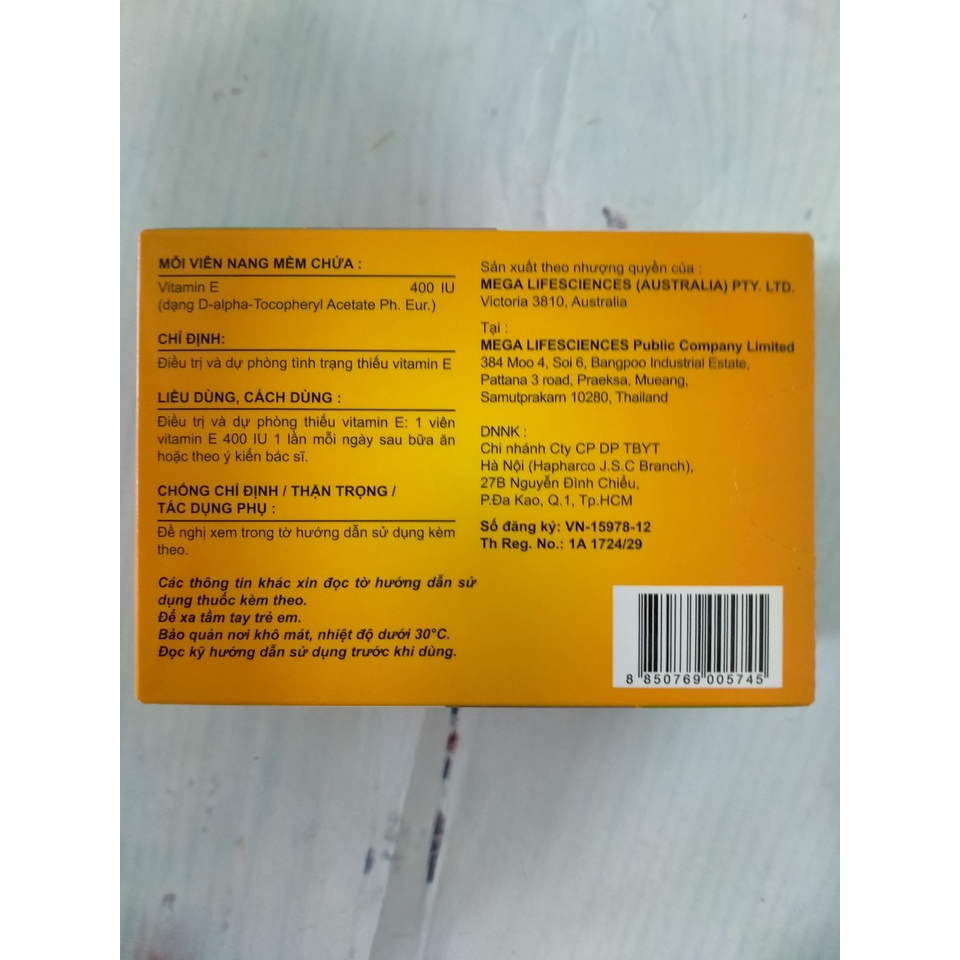 MỖI VIÊN NANG MỀM CHỨA :
Vitamin E 400 IU
(dạng D-alpha-Tocopheryl Acetate Ph. Eur.)
CHỈ ĐỊNH:
Điều trị và dự phòng tình trạng thiếu vitamin E
LIỀU DÙNG, CÁCH DÙNG :
Điều trị và dự phòng thiếu vitamin E: 1 viên
vitamin E 400 IU 1 lần mỗi ngày sau bữa ăn
hoặc theo ý kiến bác sĩ.
CHỐNG CHỈ ĐỊNH / THẬN TRỌNG /
TÁC DỤNG PHỤ :
Đề nghị xem trong tờ hướng dẫn sử dụng kèm
theo.
Các thông tin khác xin đọc tờ hướng dẫn sử
dụng thuốc kèm theo.
Để xa tầm tay trẻ em.
Bảo quản nơi khô mát, nhiệt độ dưới 30°C.
Đọc kỹ hướng dẫn sử dụng trước khi dùng.
Sản xuất theo nhượng quyền của :
MEGA LIFESCIENCES (AUSTRALIA) PTY. LTD.
Victoria 3810, Australia
Tại :
MEGA LIFESCIENCES Public Company Limited
384 Moo 4, Soi 6, Bangpoo Industrial Estate,
Pattana 3 road, Praeksa, Mueang,
Samutprakarn 10280, Thailand
DNNK :
Chi nhánh Cty CP DP TBYT
Hà Nội (Hapharco J.S.C Branch),
27B Nguyễn Đình Chiểu,
P.Đa Kao, Q.1, Tp.HCM
Số đăng ký: VN-15978-12
Th Reg. No.: 1A 1724/29
8 850769 005745